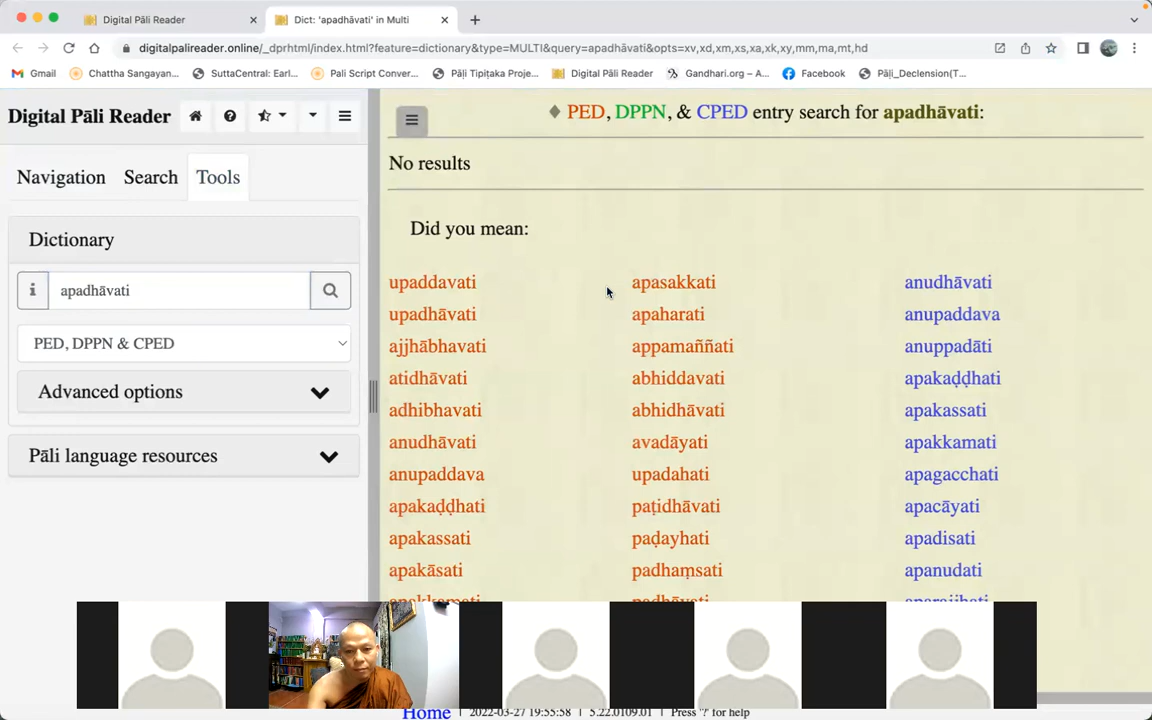 Digital Pāli Reader
Dict: 'apadhāvati' in Multi
digitalpalireader.online/_dprhtml/index.html?feature=dictionary&type=MULTI&query=apadhāvati&opts=xv,xd,xm,xs,xa,xk,xy,mm,ma,mt,hd
Gmail
Chattha Sangayan...
SuttaCentral: Earl...
Pali Script Conver...
Pāḷi Tipiṭaka Proje...
Digital Pāli Reader
Gandhari.org – A...
Facebook
Pāḷi_Declension(T...
Digital Pāli Reader
Navigation Search Tools
Dictionary
apadhāvati
PED, DPPN & CPED
Advanced options
Pāli language resources
♦ PED, DPPN, & CPED entry search for apadhāvati:
No results
Did you mean:
upaddavati apasakkati anudhāvati
upadhāvati apaharati anupaddava
ajjhābhavati appamaññati anuppadāti
atidhāvati abhiddavati apakaḍḍhati
adhibhavati abhidhāvati apakassati
anudhāvati avadāyati apakkamati
anupaddava upadahati apagacchati
apakaḍḍhati paṭidhāvati apacāyati
apakassati paḍayhati apadisati
apakāsati padhaṃsati apanudati
apakkamati padhāvati aparajjhati
Home | 2022-03-27 19:55:58 | 5.22.0109.01 | Press '?' for help